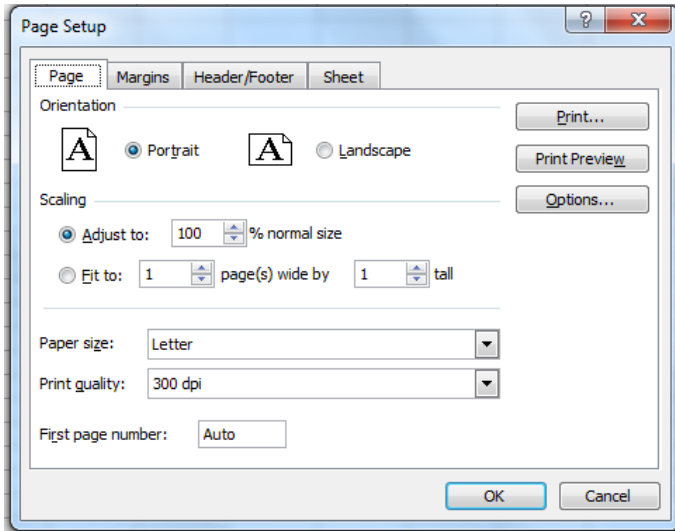 Page Setup
? X
Page Margins Header/Footer Sheet
Orientation
Print...
A Portrait A Landscape
Print Preview
Scaling
Options...
Adjust to: 100 % normal size
Fit to: 1 page(s) wide by 1 tall
Paper size: Letter
Print quality: 300 dpi
First page number: Auto
OK Cancel